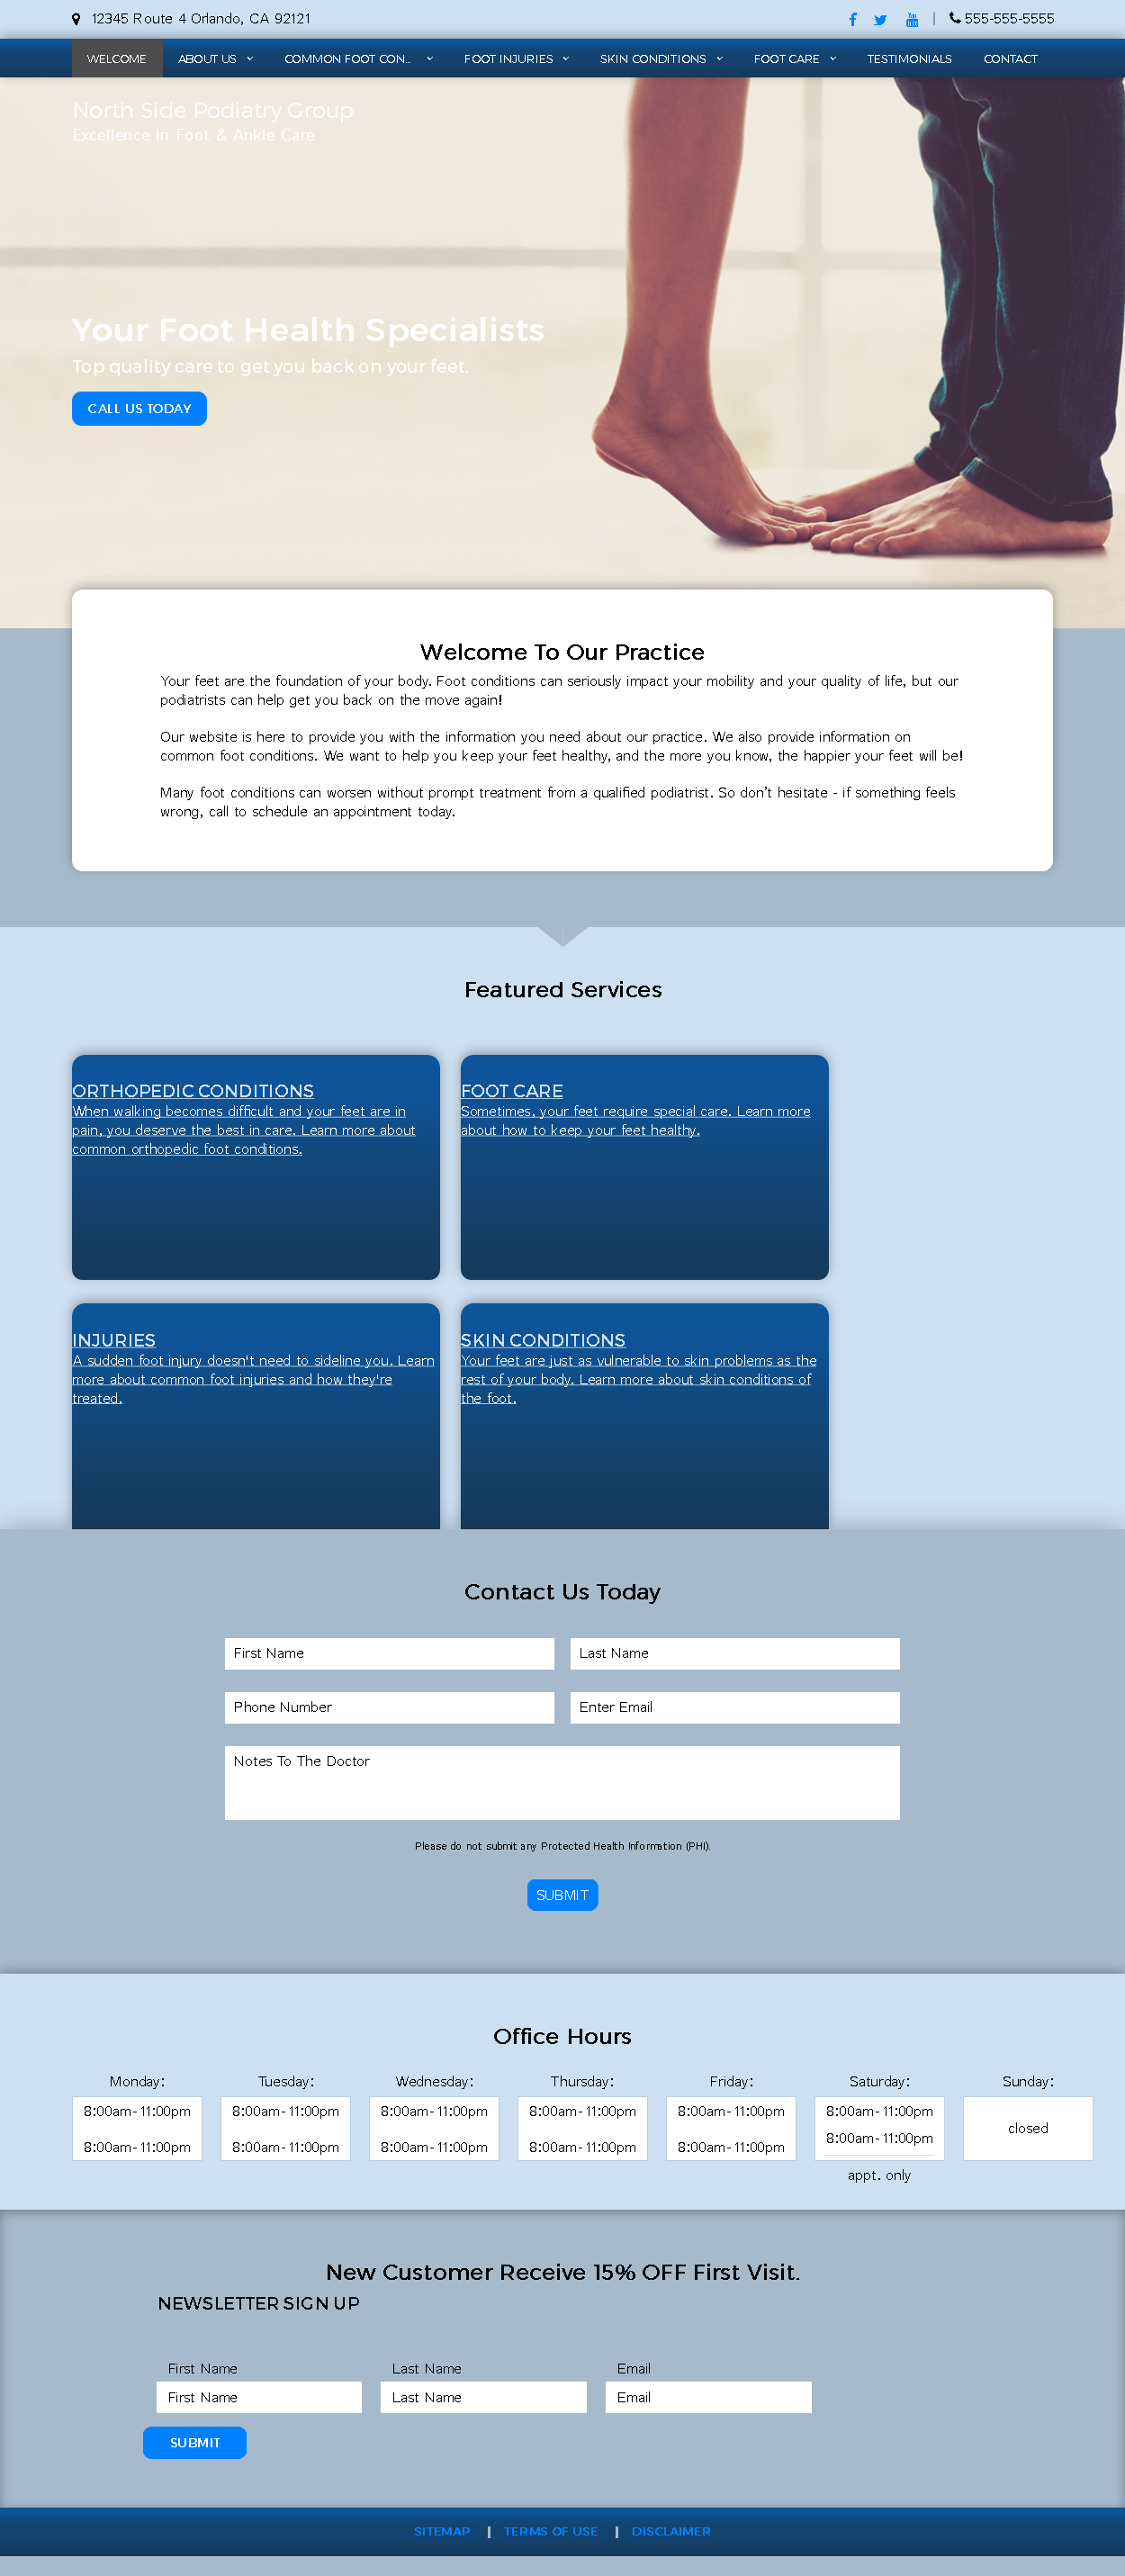 12345 Route 4 Orlando, CA 92121
555-555-5555
WELCOME ABOUT US COMMON FOOT CON... FOOT INJURIES SKIN CONDITIONS FOOT CARE TESTIMONIALS CONTACT
North Side Podiatry Group
Excellence in Foot & Ankle Care
Your Foot Health Specialists
Top quality care to get you back on your feet.
CALL US TODAY
Welcome To Our Practice
Your feet are the foundation of your body. Foot conditions can seriously impact your mobility and your quality of life, but our
podiatrists can help get you back on the move again!
Our website is here to provide you with the information you need about our practice. We also provide information on
common foot conditions. We want to help you keep your feet healthy, and the more you know, the happier your feet will be!
Many foot conditions can worsen without prompt treatment from a qualified podiatrist. So don’t hesitate - if something feels
wrong, call to schedule an appointment today.
Featured Services
ORTHOPEDIC CONDITIONS
When walking becomes difficult and your feet are in
pain, you deserve the best in care. Learn more about
common orthopedic foot conditions.
FOOT CARE
Sometimes, your feet require special care. Learn more
about how to keep your feet healthy.
INJURIES
A sudden foot injury doesn't need to sideline you. Learn
more about common foot injuries and how they're
treated.
SKIN CONDITIONS
Your feet are just as vulnerable to skin problems as the
rest of your body. Learn more about skin conditions of
the foot.
Contact Us Today
First Name
Last Name
Phone Number
Enter Email
Notes To The Doctor
Please do not submit any Protected Health Information (PHI).
SUBMIT
Office Hours
Monday:
8:00am - 11:00pm
8:00am - 11:00pm
Tuesday:
8:00am - 11:00pm
8:00am - 11:00pm
Wednesday:
8:00am - 11:00pm
8:00am - 11:00pm
Thursday:
8:00am - 11:00pm
8:00am - 11:00pm
Friday:
8:00am - 11:00pm
8:00am - 11:00pm
Saturday:
8:00am - 11:00pm
8:00am - 11:00pm
appt. only
Sunday:
closed
New Customer Receive 15% OFF First Visit.
NEWSLETTER SIGN UP
First Name
First Name
Last Name
Last Name
Email
Email
SUBMIT
SITEMAP | TERMS OF USE | DISCLAIMER